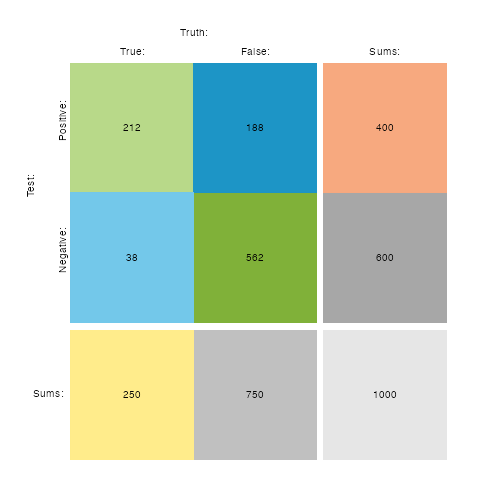 Truth:
True: False: Sums:
Test:
Positive: 212 188 400
Negative: 38 562 600
Sums: 250 750 1000